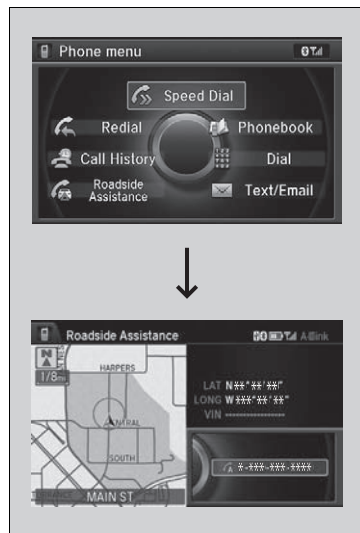 Phone menu
Speed Dial
Redial
Phonebook
Call History
Dial
Roadside
Assistance
Text/Email
Roadside Assistance
N
1/8mi
HARPERS
LAT N**°**'**"
LONG W***°**'**"
VIN -----------------
CENTRAL
SOUTH
*-***-***-****
MAIN ST